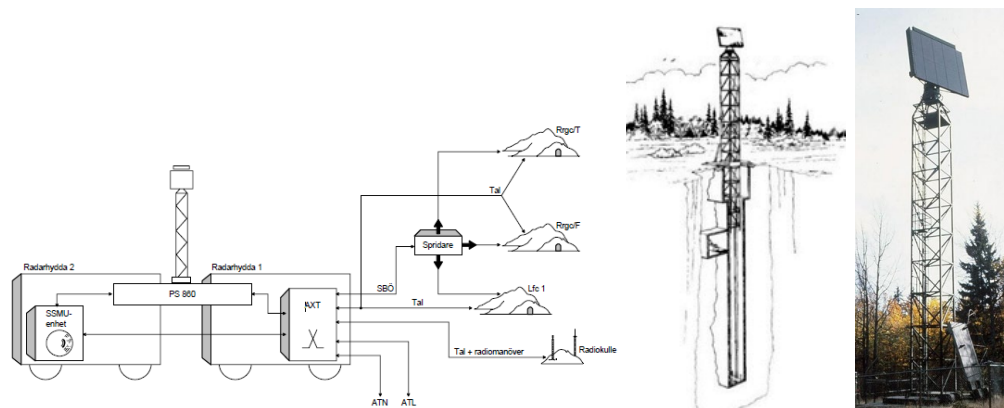 Rrgc/T
Tal
Rrgc/F
Spridare
Radarhydda 2
Radarhydda 1
PS 860
SBÖ
Lfc 1
AXT
Tal
SSMU-
enhet
Radiokulle
Tal + radiomanöver
ATN
ATL